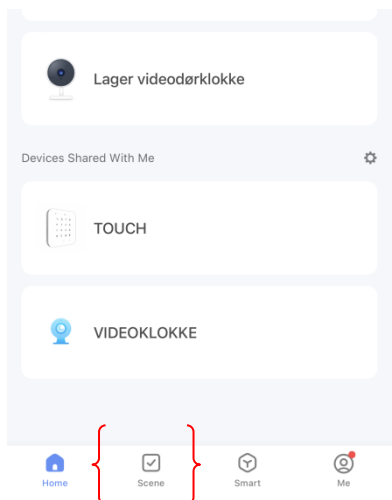 Lager videodørklokke
Devices Shared With Me
TOUCH
VIDEOKLOKKE
Home
Scene
Smart
Me